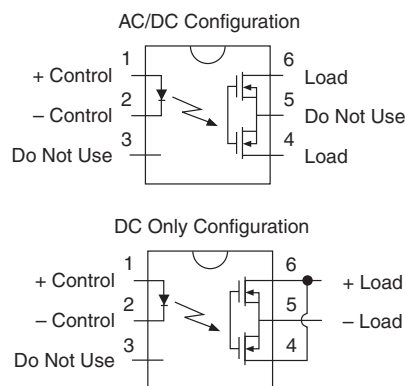 AC/DC Configuration
1 6
+ Control Load
2 5
– Control Do Not Use
3 4
Do Not Use Load
DC Only Configuration
1 6
+ Control + Load
2 5
– Control – Load
3 4
Do Not Use